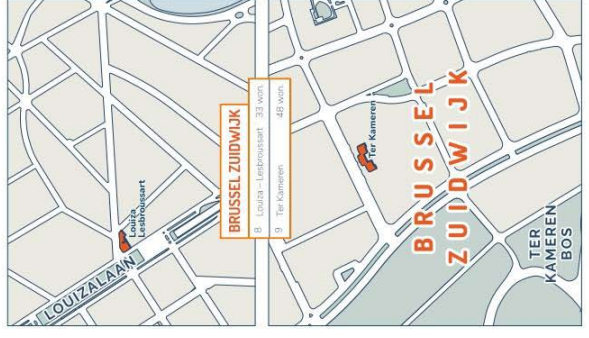 BRUSSEL ZUIDWIJK
8 Louiza – Lesbroussart 33 won.
9 Ter Kameren 48 won.
Louiza
Lesbroussart
LOUIZALAAN
Ter Kameren
BRUSSEL
ZUIDWIJK
TER
KAMEREN
BOS